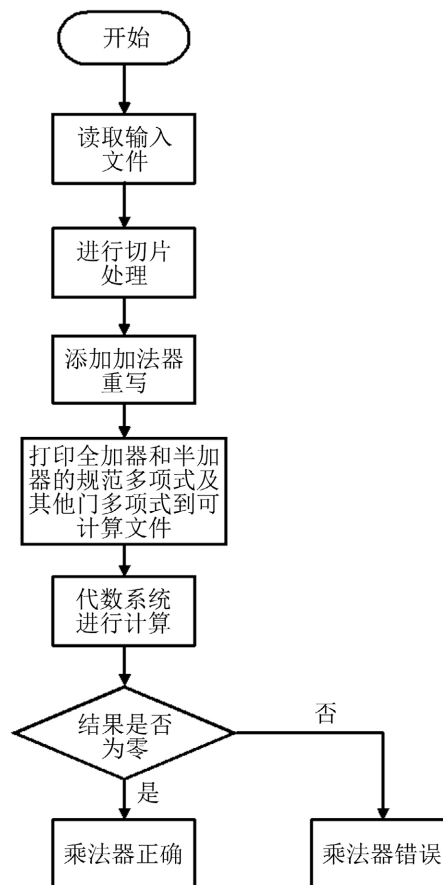 开始
读取输入
文件
进行切片
处理
添加加法器
重写
打印全加器和半加
器的规范多项式及
其他门多项式到可
计算文件
代数系统
进行计算
结果是否
为零
否
是
乘法器正确
乘法器错误